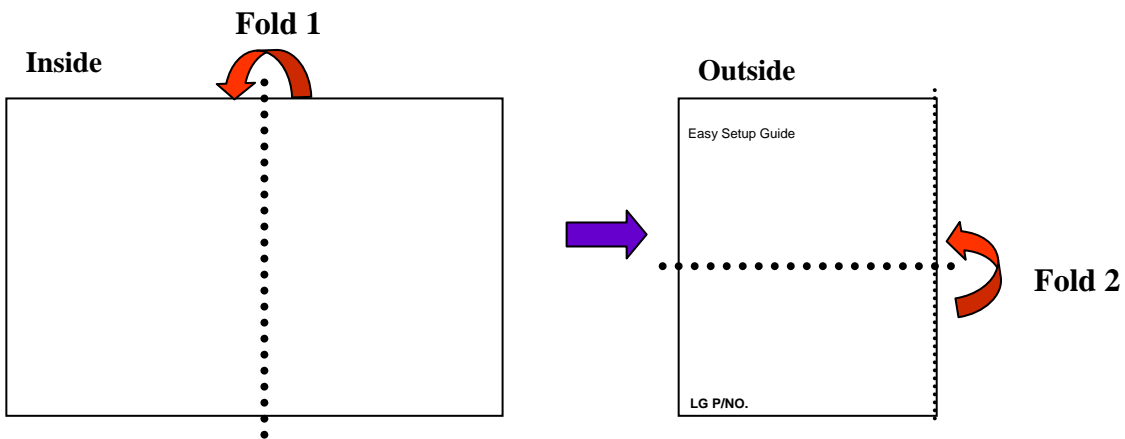 Fold 1
Inside
Outside
Easy Setup Guide
Fold 2
LG P/NO.